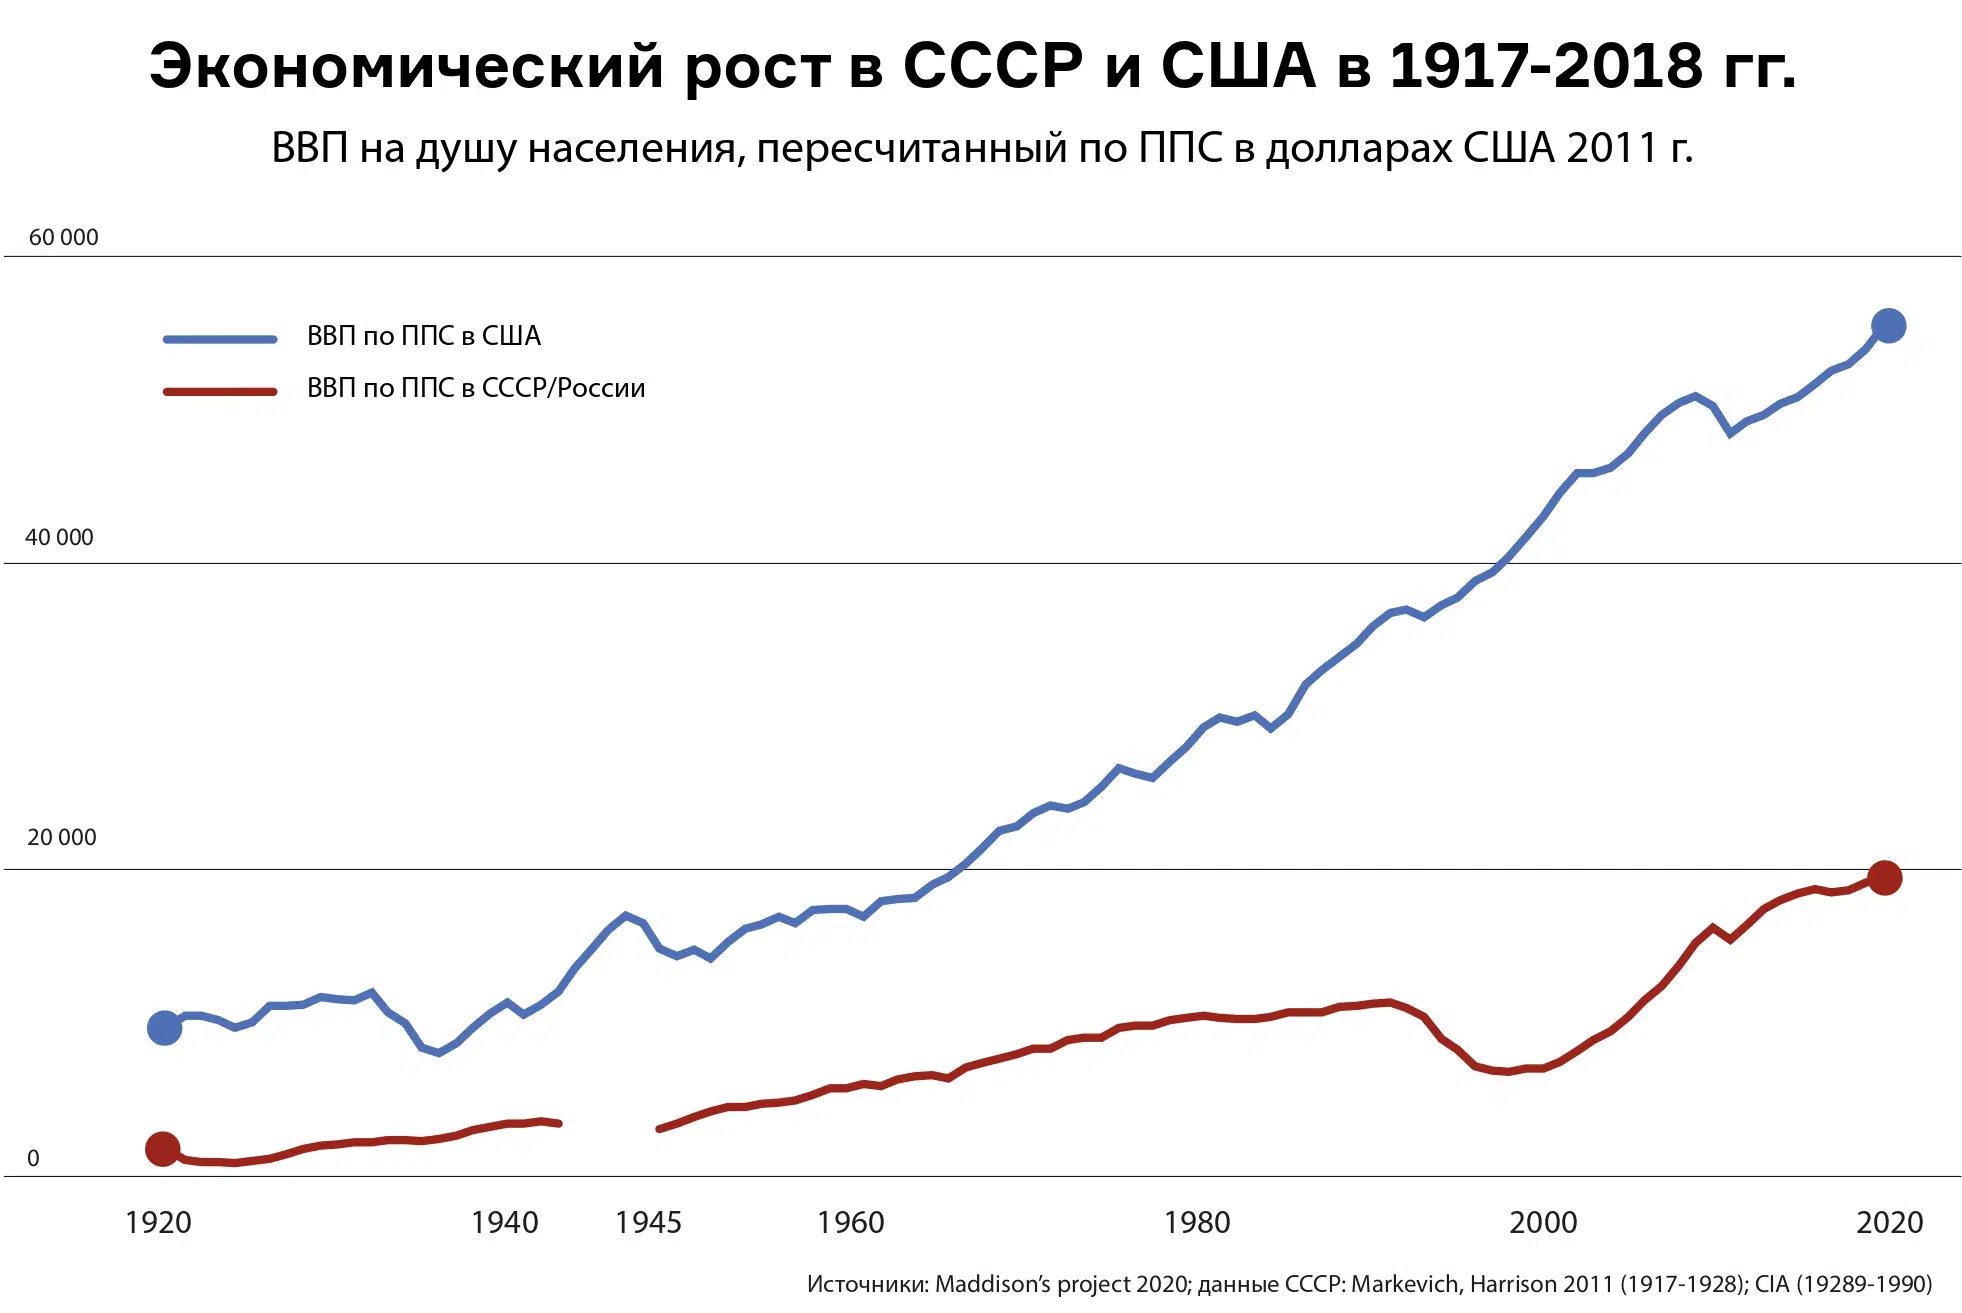 Экономический рост в СССР и США в 1917-2018 гг.
ВВП на душу населения, пересчитанный по ППС в долларах США 2011 г.
60 000
ВВП по ППС в США
ВВП по ППС в СССР/России
40 000
20 000
0
1920 1940 1945 1960 1980 2000 2020
Источники: Maddison’s project 2020; данные СССР: Markevich, Harrison 2011 (1917-1928); CIA (19289-1990)